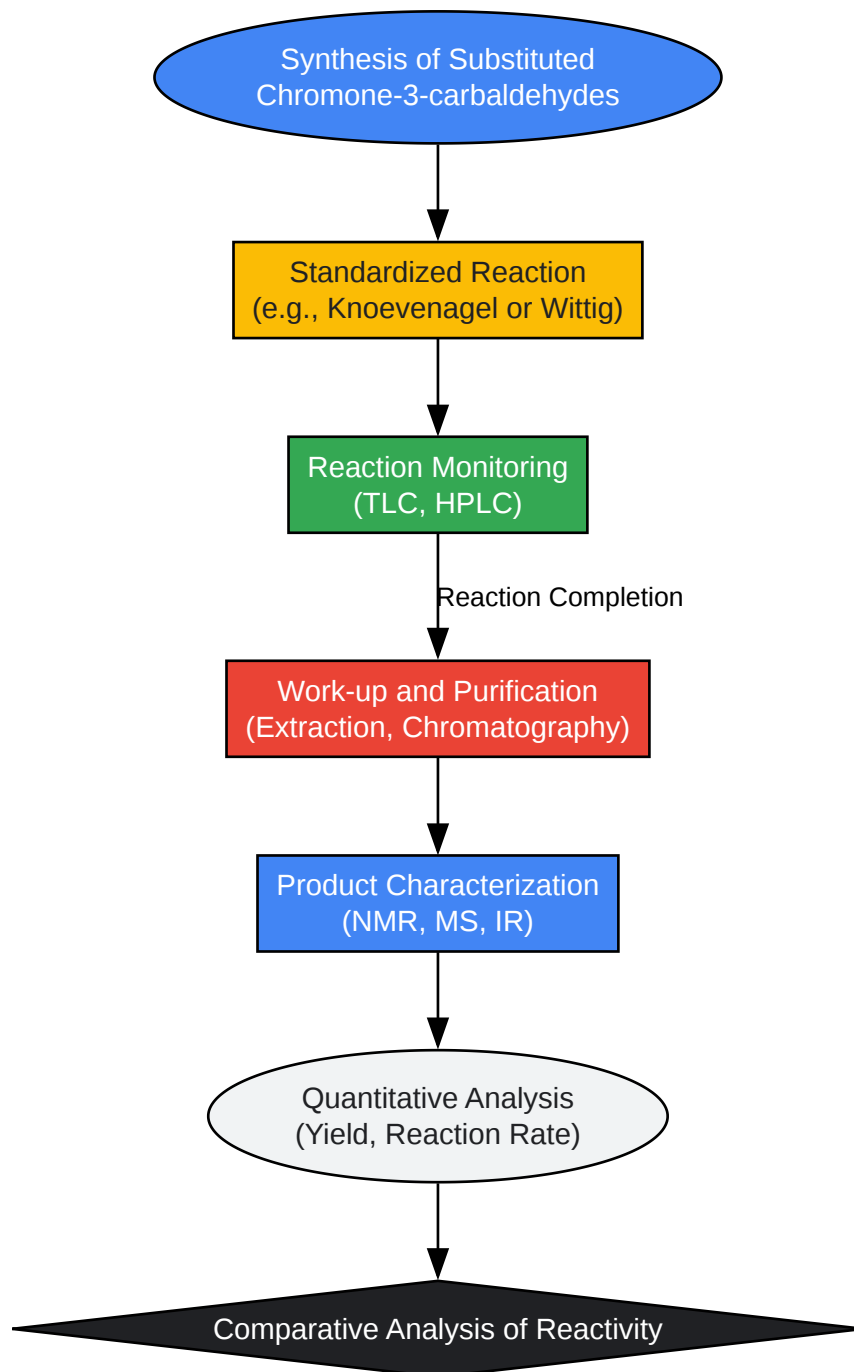 Synthesis of Substituted
Chromone-3-carbaldehydes
Standardized Reaction
(e.g., Knoevenagel or Wittig)
Reaction Monitoring
(TLC, HPLC)
Reaction Completion
Work-up and Purification
(Extraction, Chromatography)
Product Characterization
(NMR, MS, IR)
Quantitative Analysis
(Yield, Reaction Rate)
Comparative Analysis of Reactivity